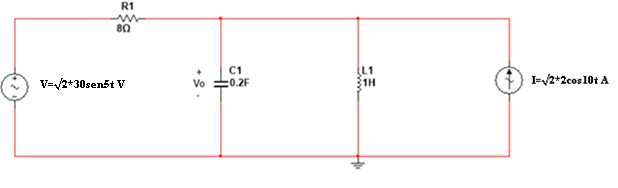 R1
8Ω
V=√2*30sen5t V
+
Vo
-
C1
0.2F
L1
1H
I=√2*2cos10t A